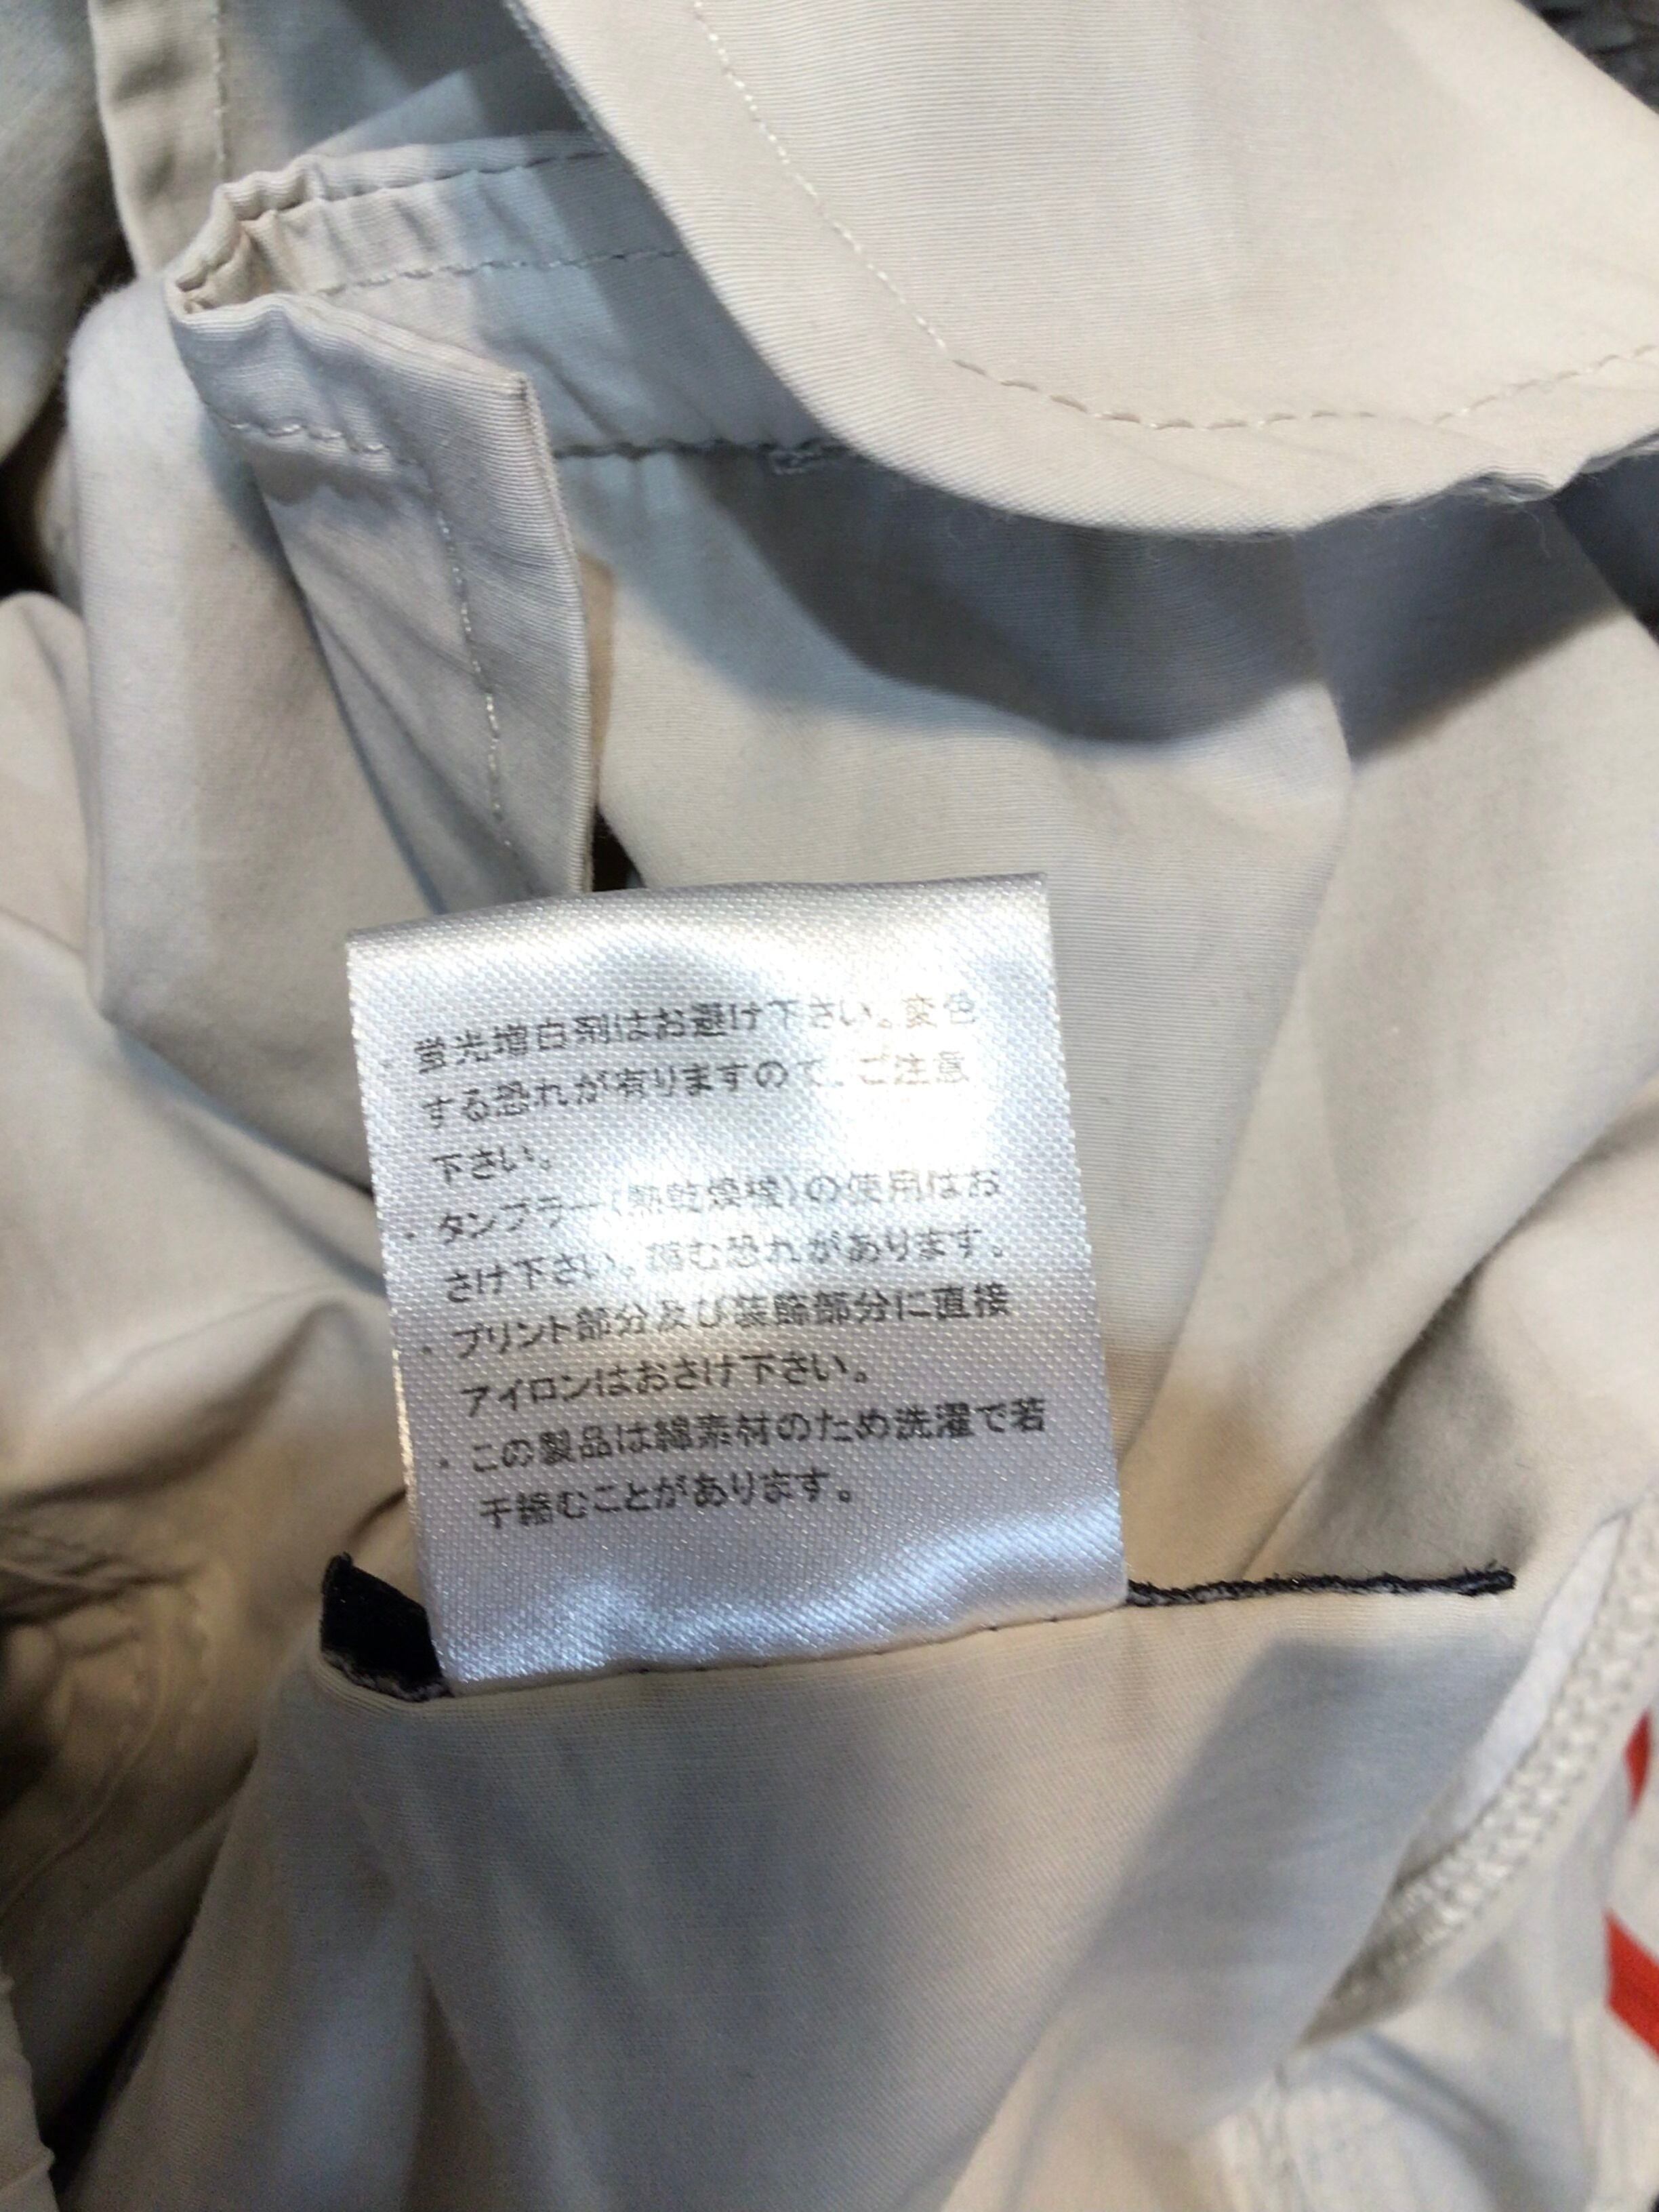 ・蛍光増白剤はお避け下さい。変色
する恐れが有りますので、ご注意
下さい。
・タンブラー(熱乾燥機)の使用はお
さけ下さい。縮む恐れがあります。
・プリント部分及び装飾部分に直接
アイロンはおさけ下さい。
・この製品は綿素材のため洗濯で若
干縮むことがあります。